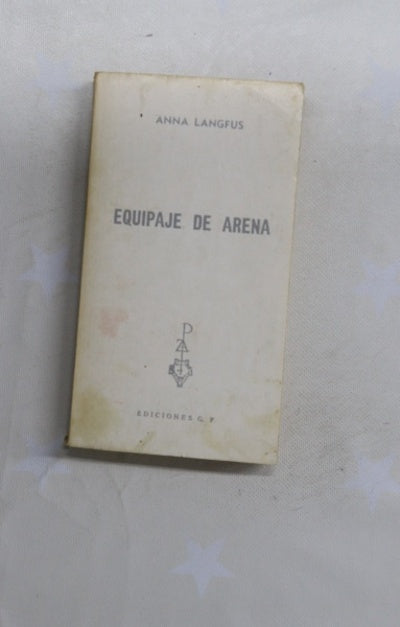 ANNA LANGFUS
EQUIPAJE DE ARENA
P
EDICIONES G. P.